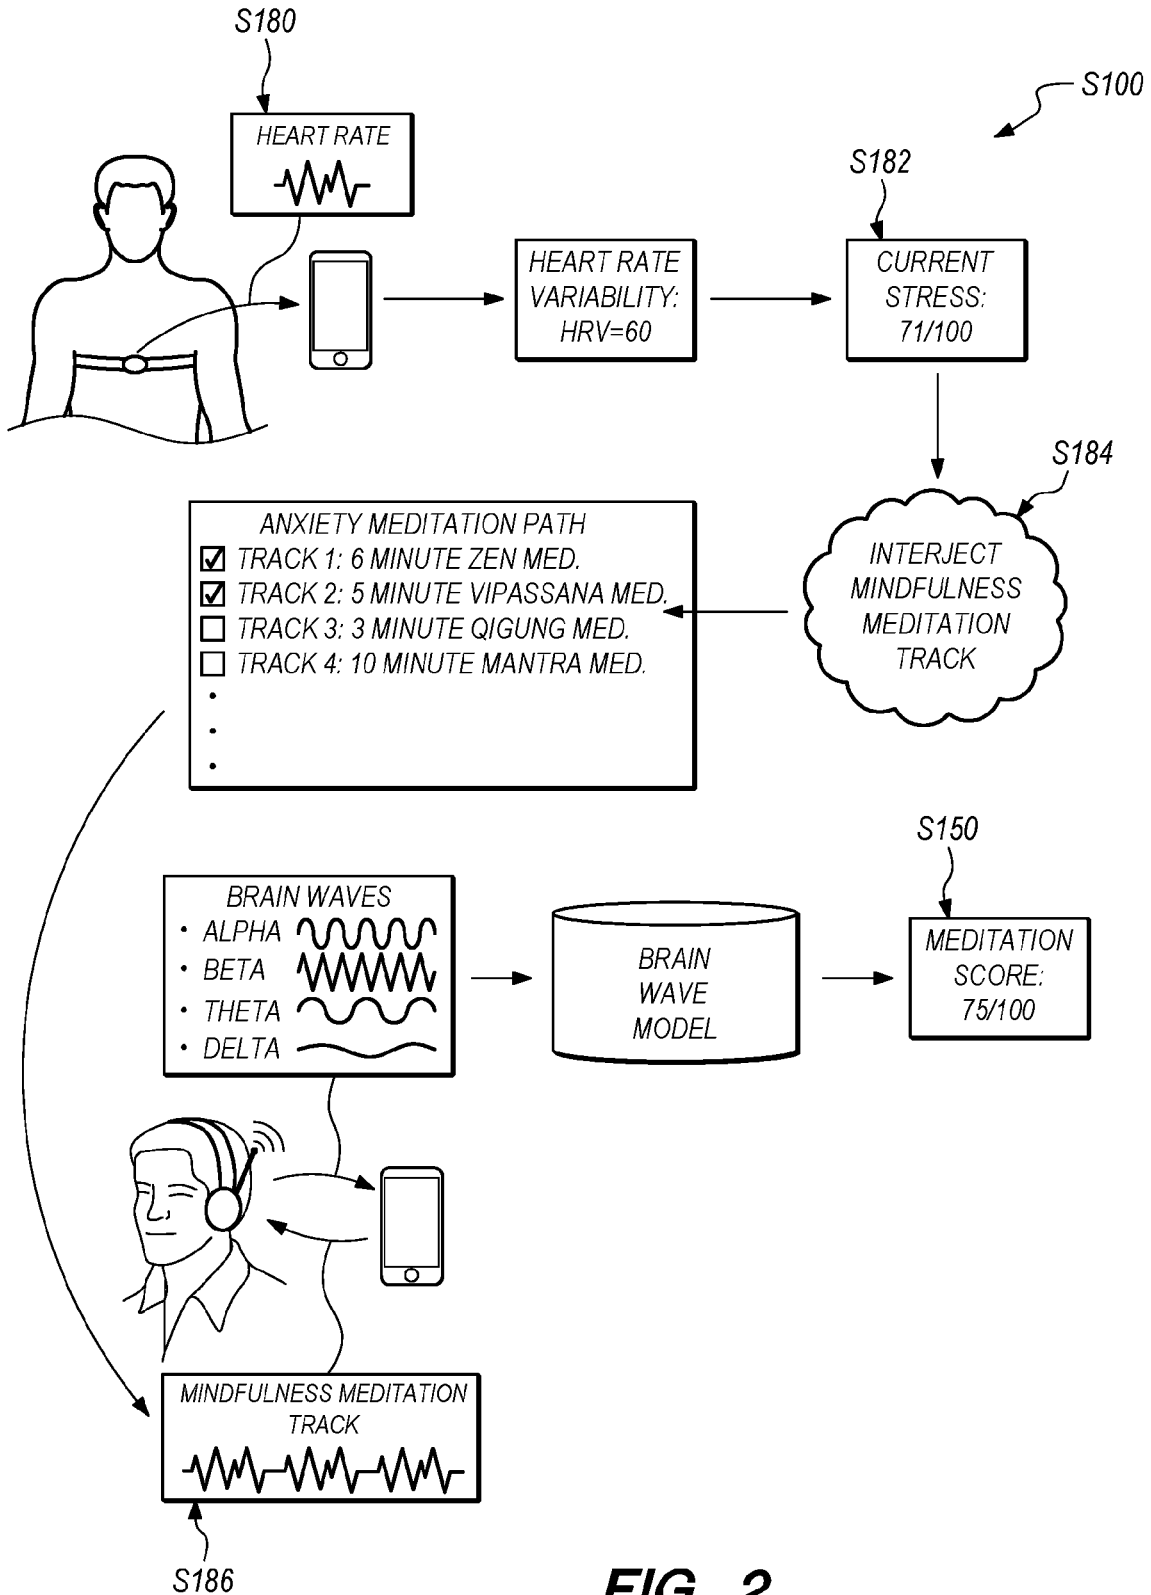 S180
S100
HEART RATE
S182
HEART RATE
VARIABILITY:
HRV=60
CURRENT
STRESS:
71/100
S184
INTERJECT
MINDFULNESS
MEDITATION
TRACK
ANXIETY MEDITATION PATH
TRACK 1: 6 MINUTE ZEN MED.
TRACK 2: 5 MINUTE VIPASSANA MED.
TRACK 3: 3 MINUTE QIGUNG MED.
TRACK 4: 10 MINUTE MANTRA MED.
S150
BRAIN WAVES
• ALPHA
• BETA
• THETA
• DELTA
BRAIN
WAVE
MODEL
MEDITATION
SCORE:
75/100
MINDFULNESS MEDITATION
TRACK
S186
FIG. 2